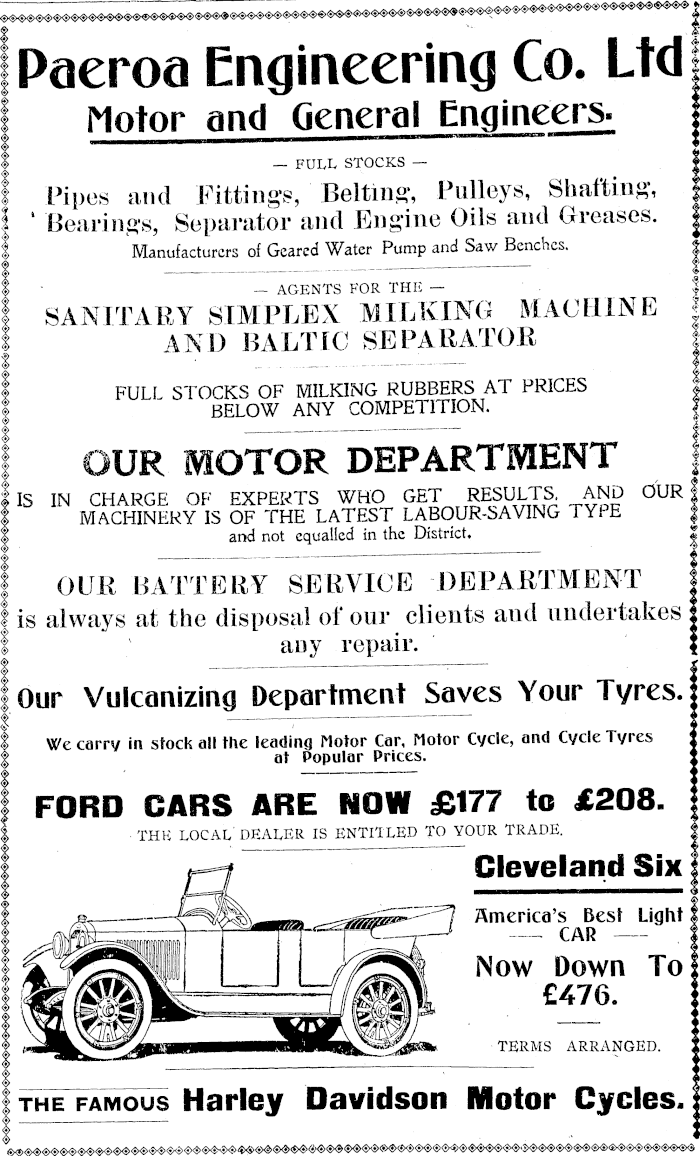 Paeroa Engineering Co. Ltd
Motor and General Engineers.
— FULL STOCKS —
Pipes and Fittings, Belting, Pulleys, Shafting,
Bearings, Separator and Engine Oils and Greases.
Manufacturers of Geared Water Pump and Saw Benches.
— AGENTS FOR THE —
SANITARY SIMPLEX MILKING MACHINE
AND BALTIC SEPARATOR
FULL STOCKS OF MILKING RUBBERS AT PRICES
BELOW ANY COMPETITION.
OUR MOTOR DEPARTMENT
IS IN CHARGE OF EXPERTS WHO GET RESULTS, AND OUR
MACHINERY IS OF THE LATEST LABOUR-SAVING TYPE
and not equalled in the District.
OUR BATTERY SERVICE DEPARTMENT
is always at the disposal of our clients and undertakes
any repair.
Our Vulcanizing Department Saves Your Tyres.
We carry in stock all the leading Motor Car, Motor Cycle, and Cycle Tyres
at Popular Prices.
FORD CARS ARE NOW £177 to £208.
THE LOCAL DEALER IS ENTITLED TO YOUR TRADE.
Cleveland Six
America's Best Light
CAR
Now Down To
£476.
TERMS ARRANGED.
THE FAMOUS Harley Davidson Motor Cycles.